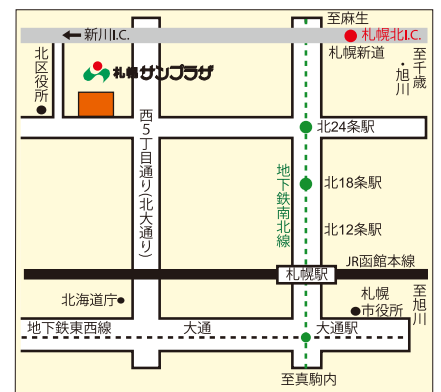 至麻生
← 新川I.C.
札幌北I.C.
札幌新道
至千歳・旭川
北区役所
札幌 サンプラザ
北24条駅
西5丁目通り(北大通り)
地下鉄南北線
北18条駅
北12条駅
JR函館本線
札幌駅
北海道庁
札幌
市役所
至旭川
地下鉄東西線
大通
大通駅
至真駒内